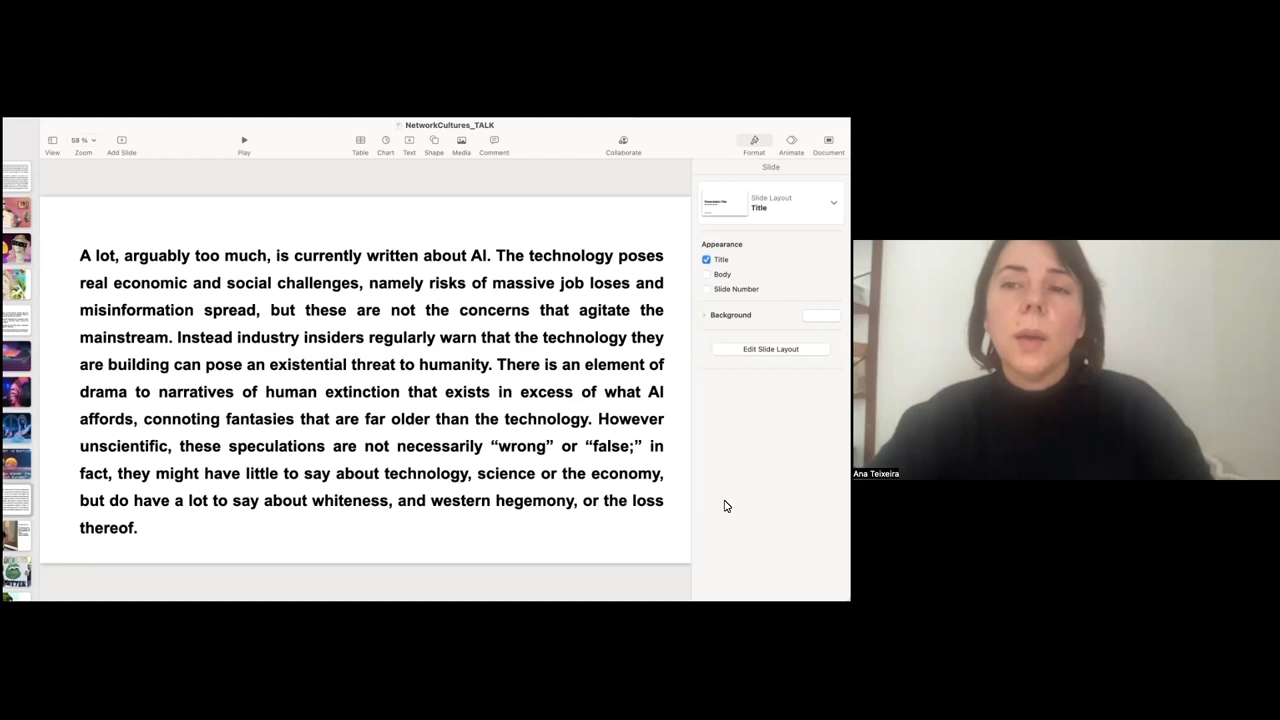 NetworkCultures_TALK
58 %
View Zoom Add Slide Play Table Chart Text Shape Media Comment Collaborate Format Animate Document
Slide
Slide Layout
Title
Appearance
Title
Body
Slide Number
Background
Edit Slide Layout
A lot, arguably too much, is currently written about AI. The technology poses
real economic and social challenges, namely risks of massive job loses and
misinformation spread, but these are not the concerns that agitate the
mainstream. Instead industry insiders regularly warn that the technology they
are building can pose an existential threat to humanity. There is an element of
drama to narratives of human extinction that exists in excess of what AI
affords, connoting fantasies that are far older than the technology. However
unscientific, these speculations are not necessarily “wrong” or “false;” in
fact, they might have little to say about technology, science or the economy,
but do have a lot to say about whiteness, and western hegemony, or the loss
thereof.
Ana Teixeira